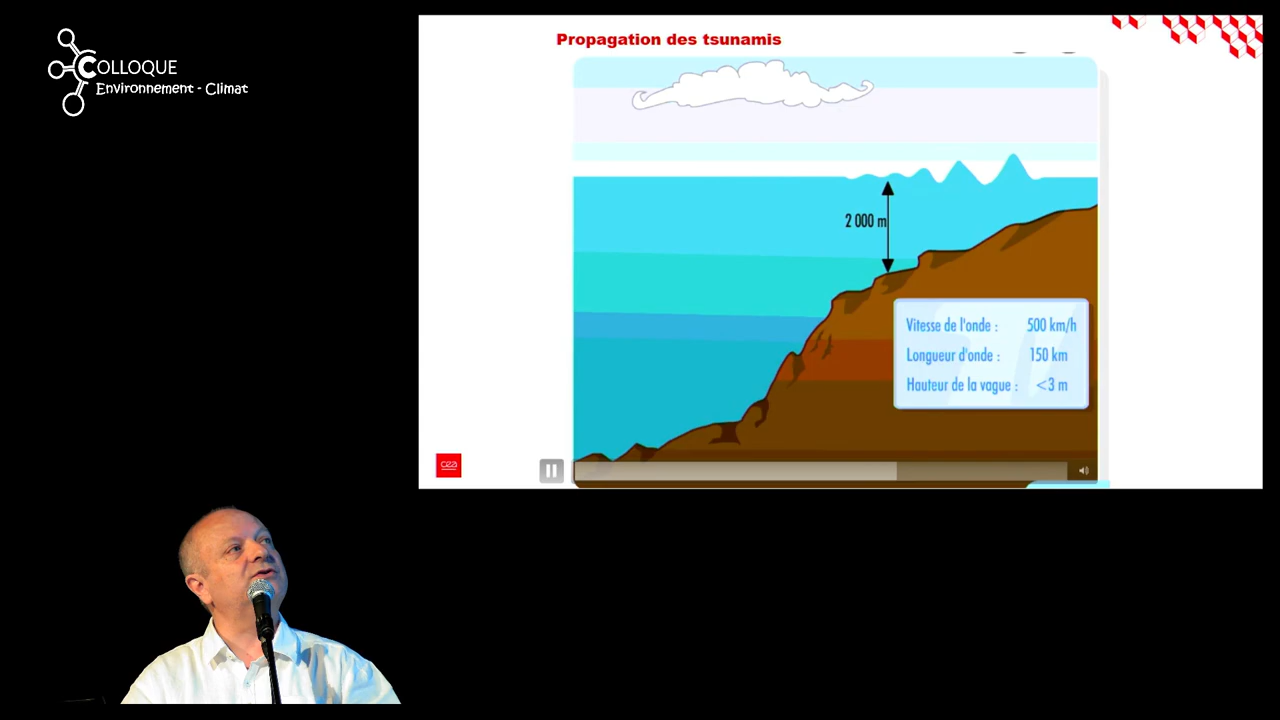 COLLOQUE
Environnement - Climat
Propagation des tsunamis
2 000 m
Vitesse de l'onde : 500 km/h
Longueur d'onde : 150 km
Hauteur de la vague : <3 m
cea